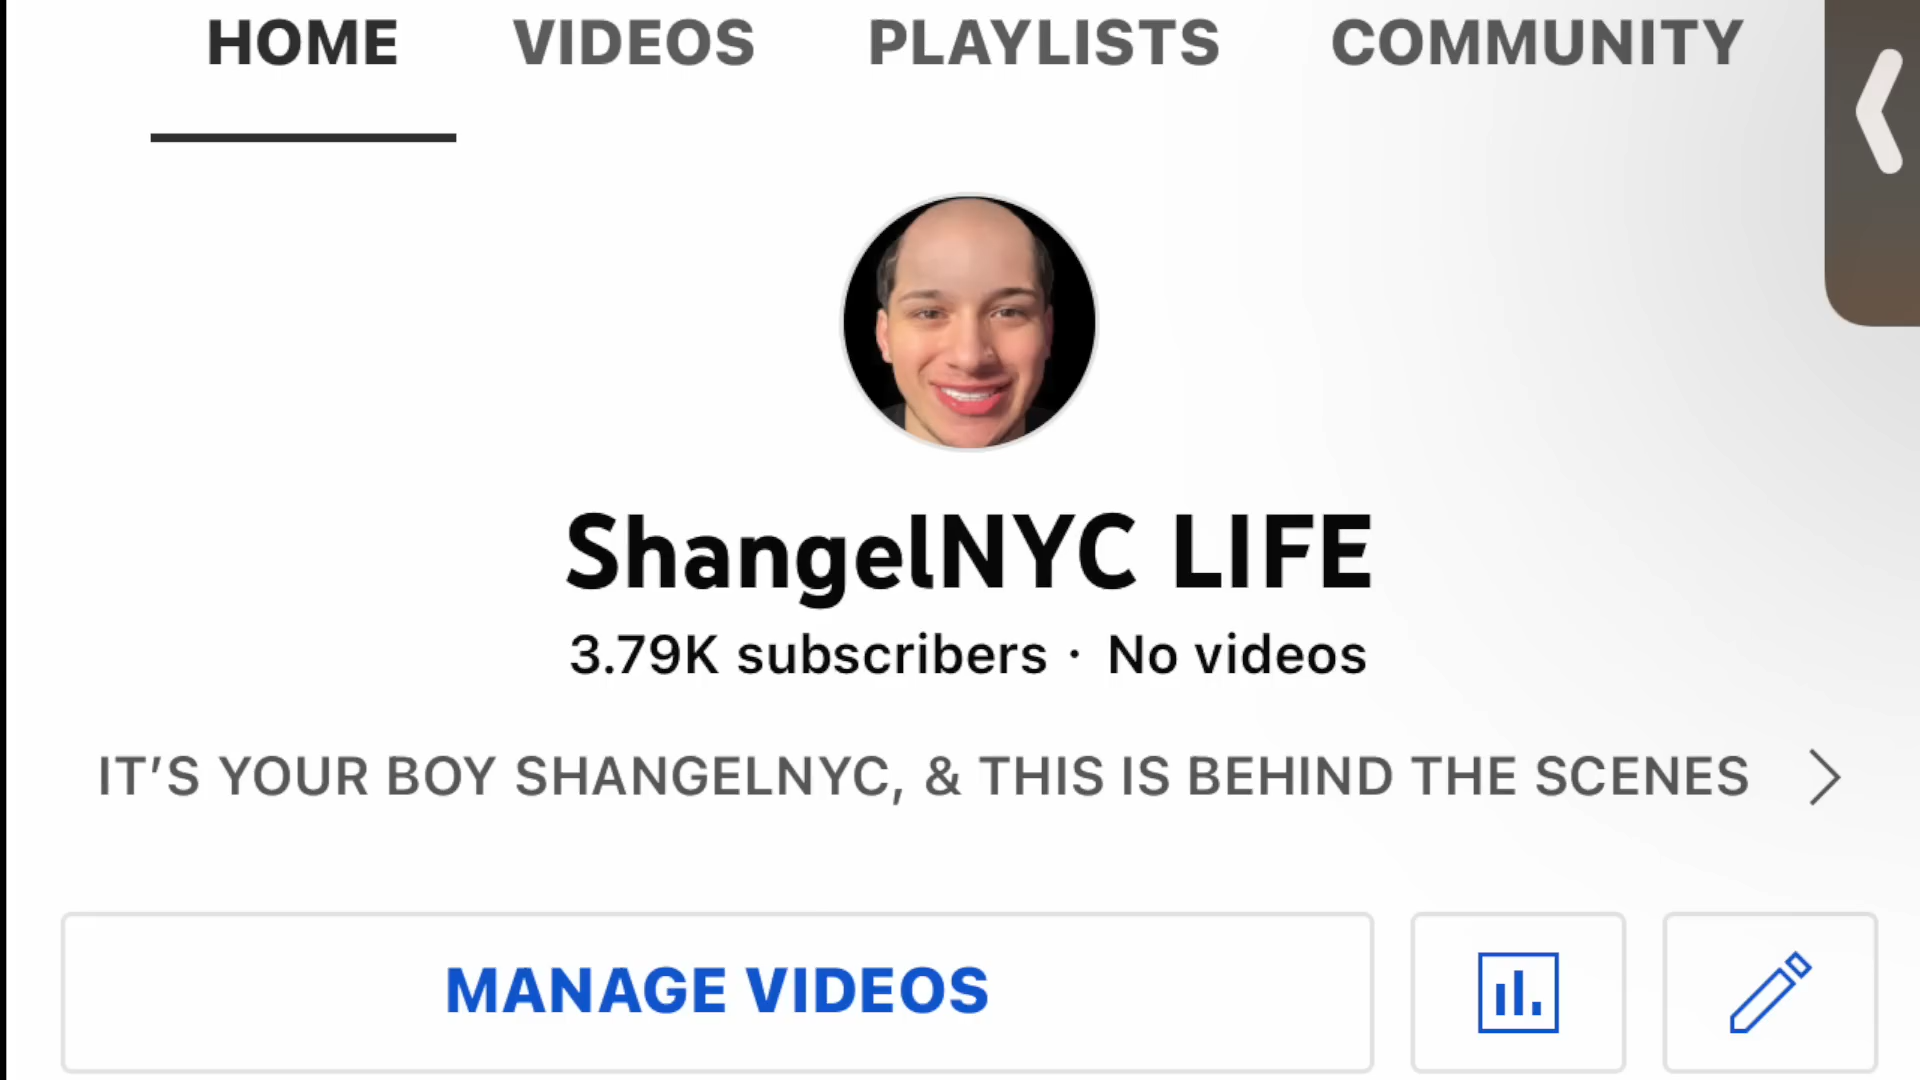 HOME VIDEOS PLAYLISTS COMMUNITY
ShangelNYC LIFE
3.79K subscribers · No videos
IT’S YOUR BOY SHANGELNYC, & THIS IS BEHIND THE SCENES
MANAGE VIDEOS